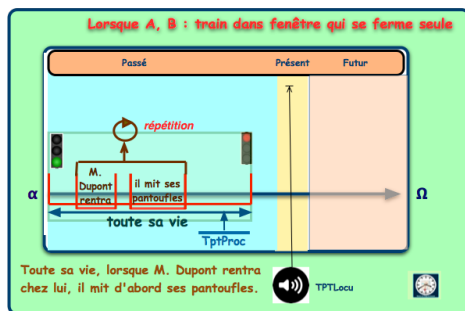 Lorsque A, B : train dans fenêtre qui se ferme seule
Passé
Présent
Futur
répétition
M.
Dupont
rentra
il mit ses
pantoufles
α
Ω
toute sa vie
TptProc
Toute sa vie, lorsque M. Dupont rentra
chez lui, il mit d'abord ses pantoufles.
TPTLocu